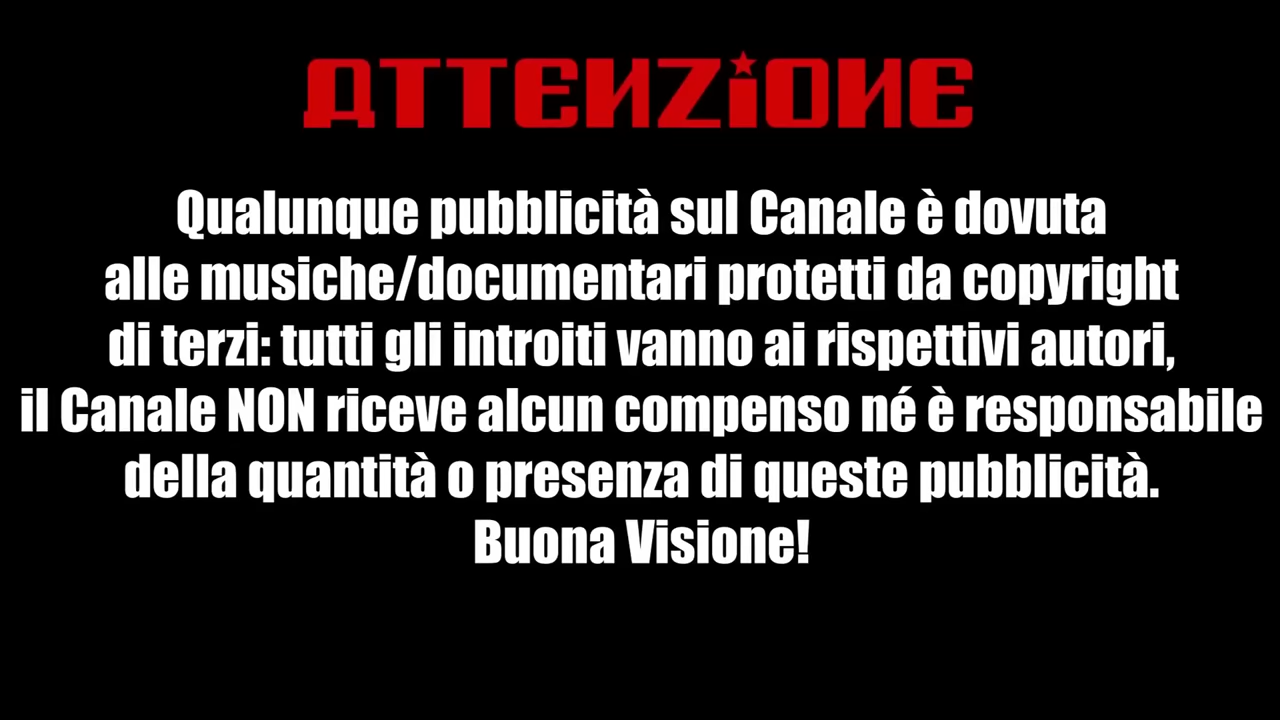 ATTENZIONE
Qualunque pubblicità sul Canale è dovuta
alle musiche/documentari protetti da copyright
di terzi: tutti gli introiti vanno ai rispettivi autori,
il Canale NON riceve alcun compenso né è responsabile
della quantità o presenza di queste pubblicità.
Buona Visione!